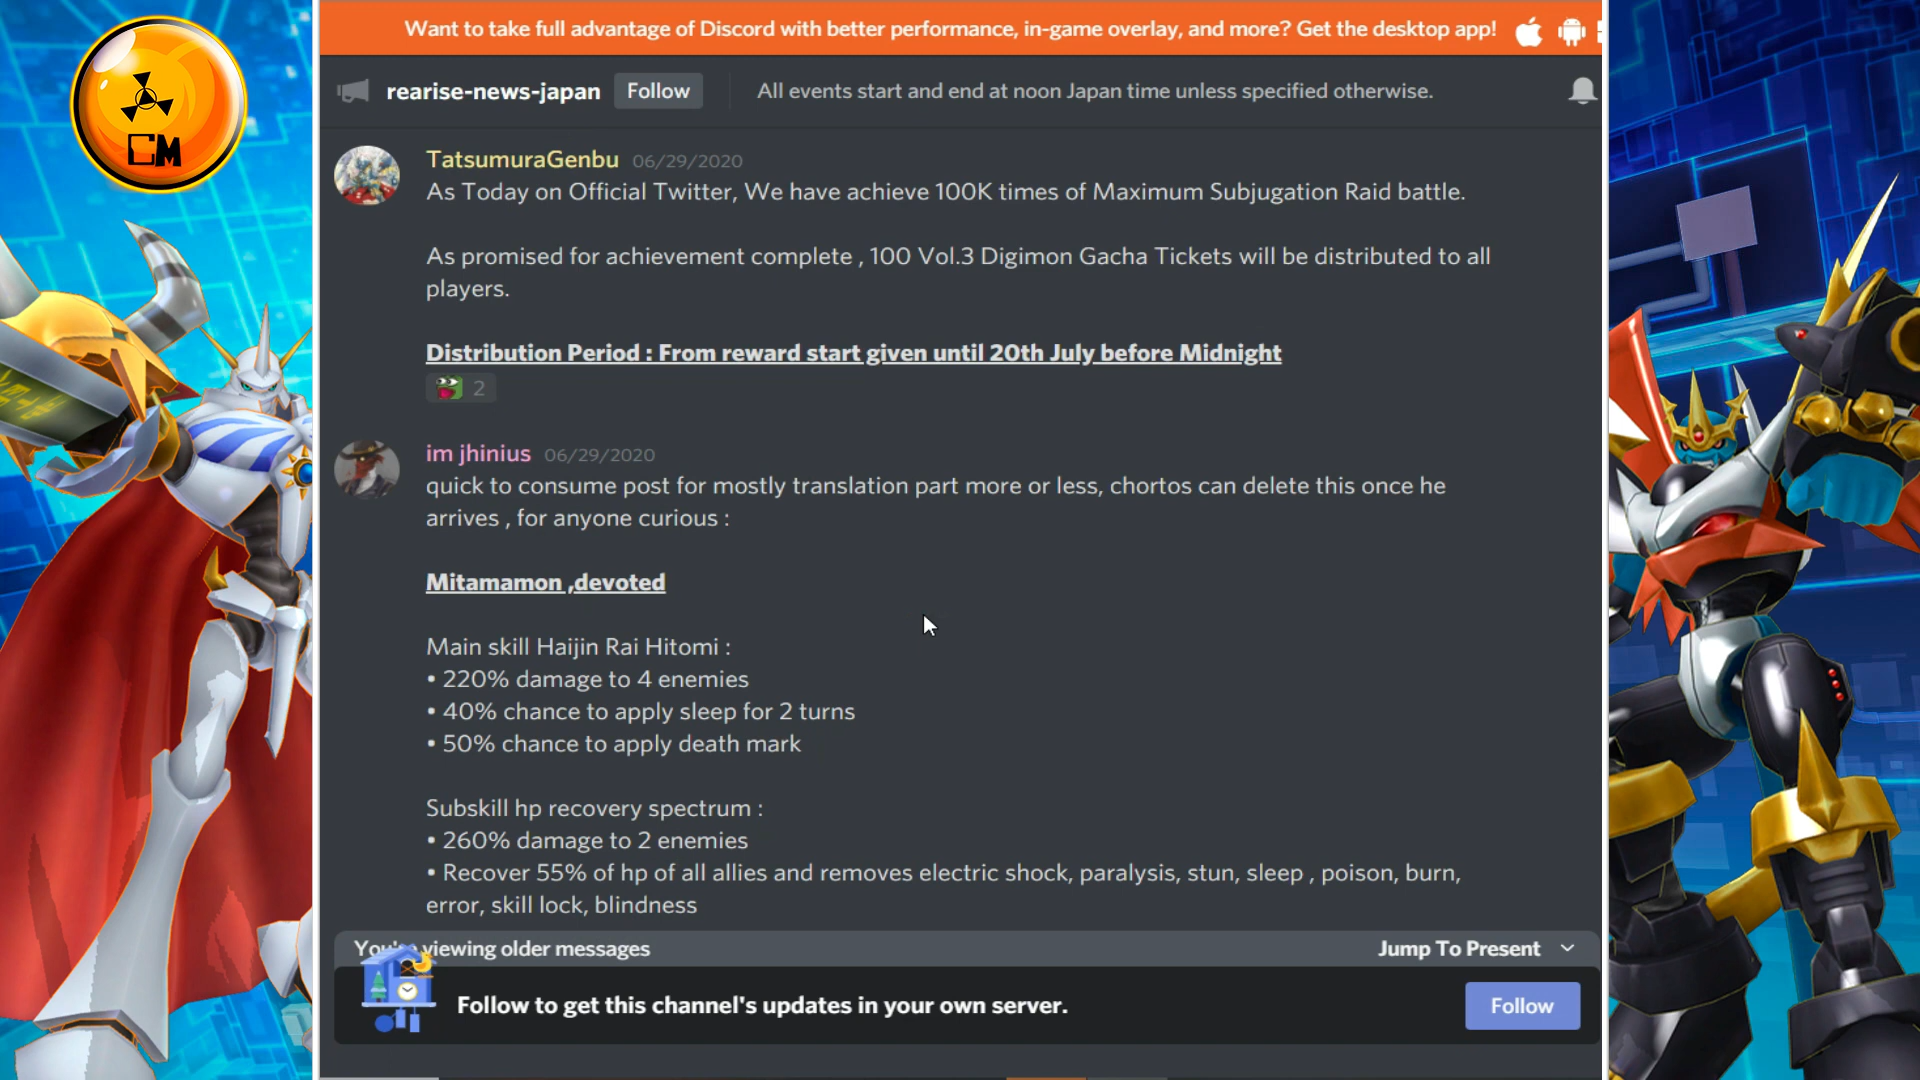 CM
Want to take full advantage of Discord with better performance, in-game overlay, and more? Get the desktop app!
rearise-news-japan
Follow
All events start and end at noon Japan time unless specified otherwise.
TatsumuraGenbu 06/29/2020
As Today on Official Twitter, We have achieve 100K times of Maximum Subjugation Raid battle.
As promised for achievement complete , 100 Vol.3 Digimon Gacha Tickets will be distributed to all
players.
Distribution Period : From reward start given until 20th July before Midnight
2
im jhinius 06/29/2020
quick to consume post for mostly translation part more or less, chortos can delete this once he
arrives , for anyone curious :
Mitamamon ,devoted
Main skill Haijin Rai Hitomi :
• 220% damage to 4 enemies
• 40% chance to apply sleep for 2 turns
• 50% chance to apply death mark
Subskill hp recovery spectrum :
• 260% damage to 2 enemies
• Recover 55% of hp of all allies and removes electric shock, paralysis, stun, sleep , poison, burn,
error, skill lock, blindness
You're viewing older messages
Jump To Present
Follow to get this channel's updates in your own server.
Follow